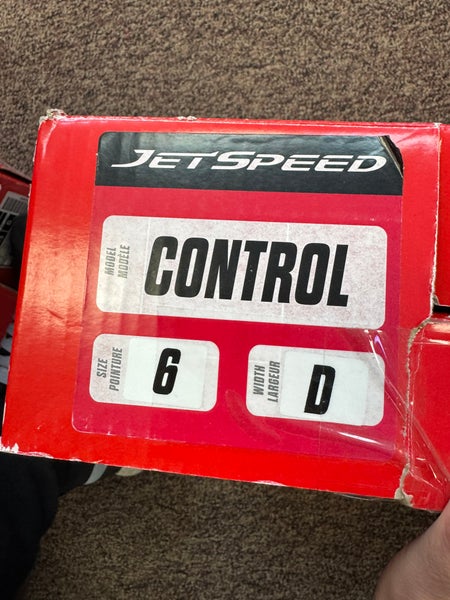 JETSPEED
MODEL
MODÈLE
CONTROL
SIZE
POINTURE
6
WIDTH
LARGEUR
D